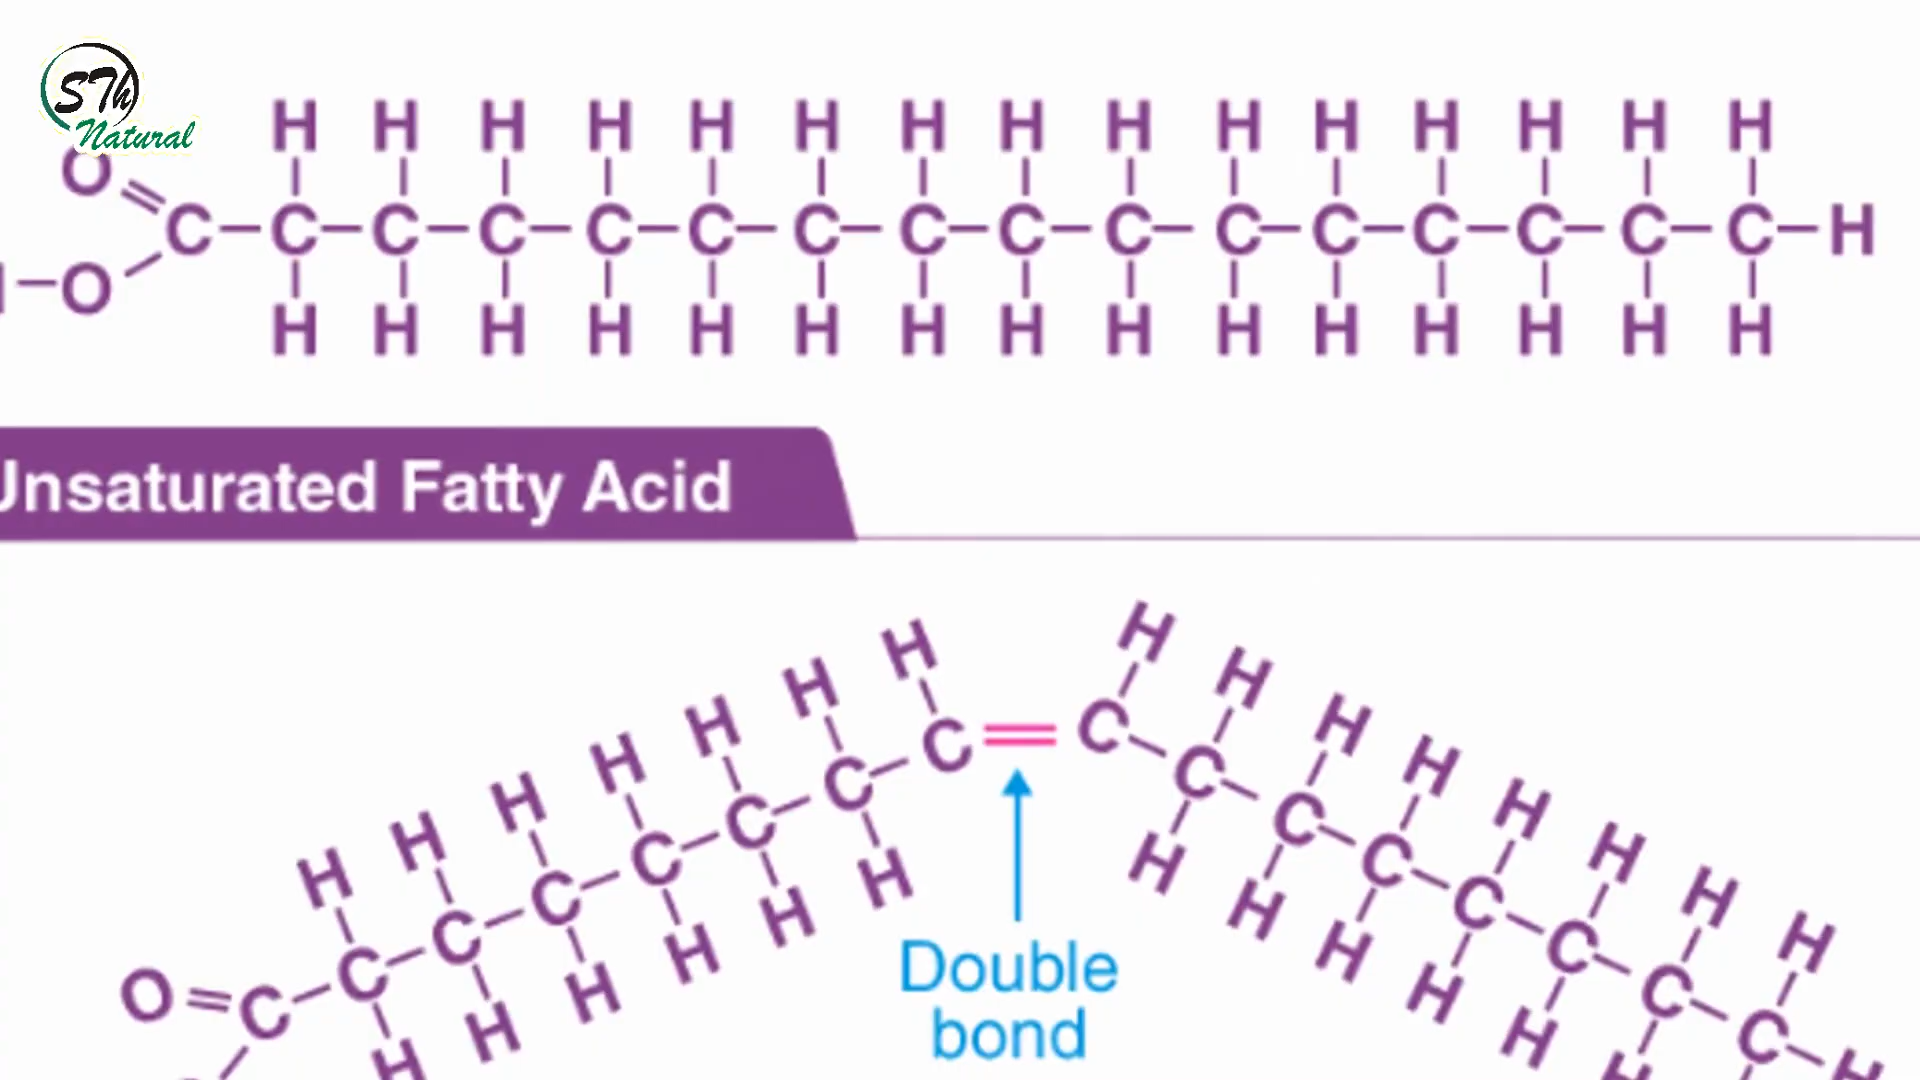 STh
Natural
H H H H H H H H H H H H H H H
O
C C C C C C C C C C C C C C C C H
O
H H H H H H H H H H H H H H H
Unsaturated Fatty Acid
H H H H H H H H H H H H H H H
O C C C C C C C C C C C C C C C C H
H H H H H H H H H H H H H
Double
bond